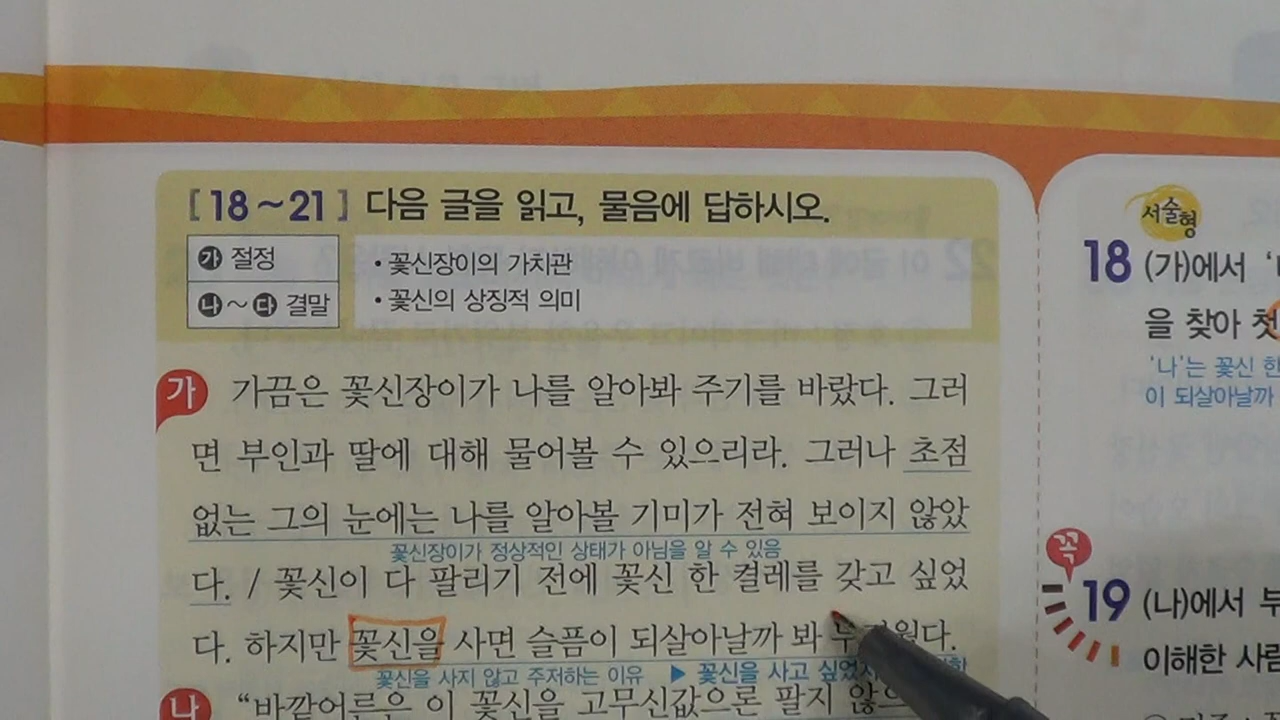 [18~21] 다음 글을 읽고, 물음에 답하시오.
가 절정
• 꽃신장이의 가치관
나~다 결말
• 꽃신의 상징적 의미
가 가끔은 꽃신장이가 나를 알아봐 주기를 바랐다. 그러
면 부인과 딸에 대해 물어볼 수 있으리라. 그러나 초점
없는 그의 눈에는 나를 알아볼 기미가 전혀 보이지 않았
꽃신장이가 정상적인 상태가 아님을 알 수 있음
다. / 꽃신이 다 팔리기 전에 꽃신 한 켤레를 갖고 싶었
다. 하지만 꽃신을 사면 슬픔이 되살아날까 봐
꽃신을 사지 않고 주저하는 이유 ▶ 꽃신을 사고 싶었지
나 “바깥어른은 이 꽃신을 고무신값으론 팔지 않으
서술형
18 (가)에서 ‘
을 찾아 첫
‘나’는 꽃신 한
이 되살아날까
꼭
19 (나)에서 부
이해한 사람